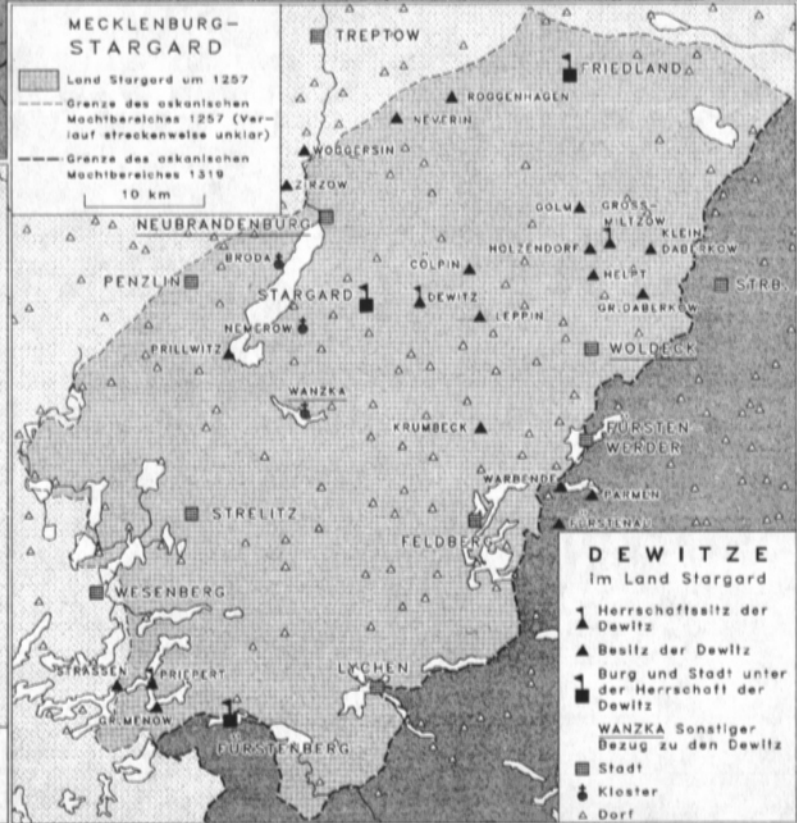 MECKLENBURG–
STARGARD
Land Stargard um 1257
Grenze des askanischen
Machtbereiches 1257 (Ver-
lauf streckenweise unklar)
Grenze des askanischen
Machtbereiches 1319
10 km
TREPTOW
FRIEDLAND
ROGGENHAGEN
NEVERIN
WOGGERSIN
ZIRZOW
NEUBRANDENBURG
GOLM
GROSS-
MILTZOW
KLEIN
DABERKOW
HOLZENDORF
BRODA
CÖLPIN
HELPT
PENZLIN
STRB.
STARGARD
DEWITZ
GR.DABERKOW
LEPPIN
NEMEROW
PRILLWITZ
WOLDECK
WANZKA
KRUMBECK
FÜRSTEN
WERDER
WARBENDE
PARMEN
STRELITZ
FÜRSTENAU
FELDBERG
WESENBERG
STRASSEN
PRIEPERT
LYCHEN
GR.MENOW
FÜRSTENBERG
DEWITZE
im Land Stargard
Herrschaftssitz der
Dewitz
Besitz der Dewitz
Burg und Stadt unter
der Herrschaft der
Dewitz
WANZKA Sonstiger
Bezug zu den Dewitz
Stadt
Kloster
Dorf